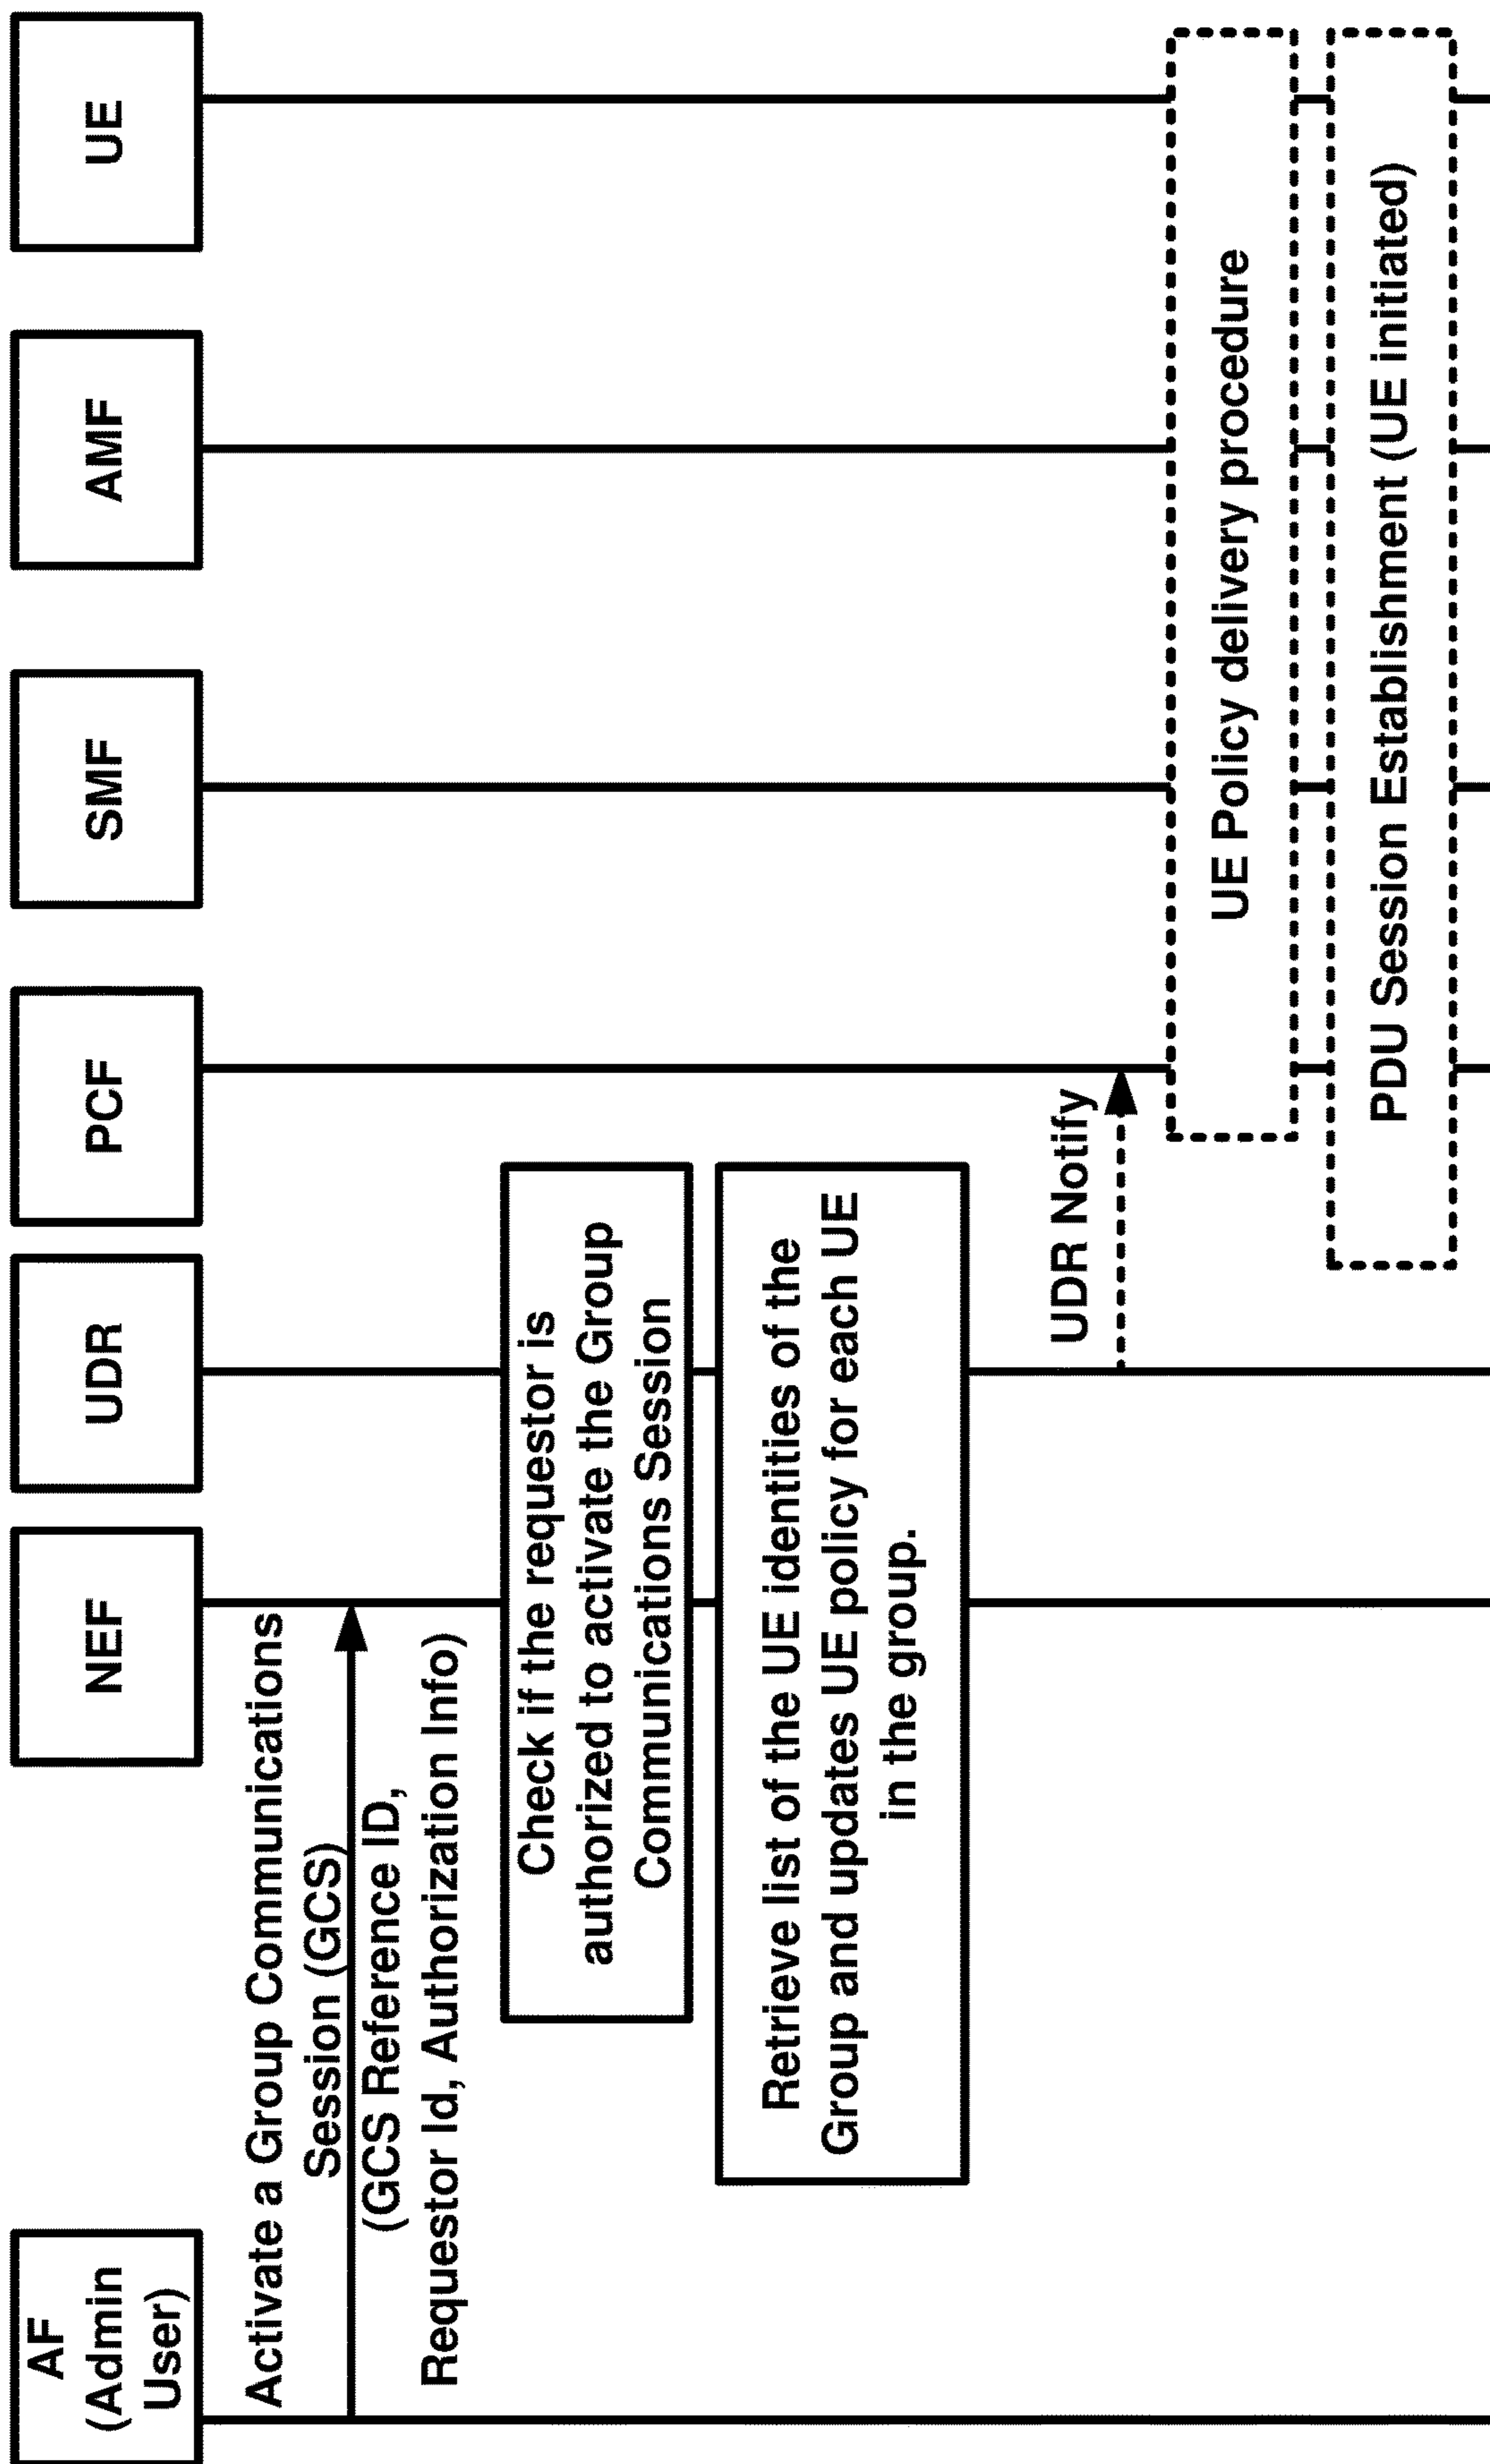 AF
(Admin
User)
NEF
UDR
PCF
SMF
AMF
UE
Activate a Group Communications
Session (GCS)
(GCS Reference ID,
Requestor Id, Authorization Info)
Check if the requestor is
authorized to activate the Group
Communications Session
Retrieve list of the UE identities of the
Group and updates UE policy for each UE
in the group.
UDR Notify
UE Policy delivery procedure
PDU Session Establishment (UE initiated)